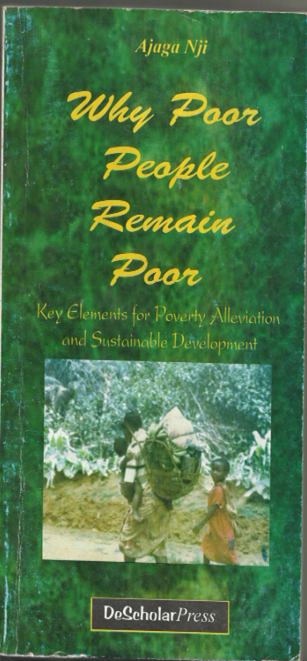 Ajaga Nji
Why Poor
People
Remain
Poor
Key Elements for Poverty Alleviation
and Sustainable Development
DeScholarPress